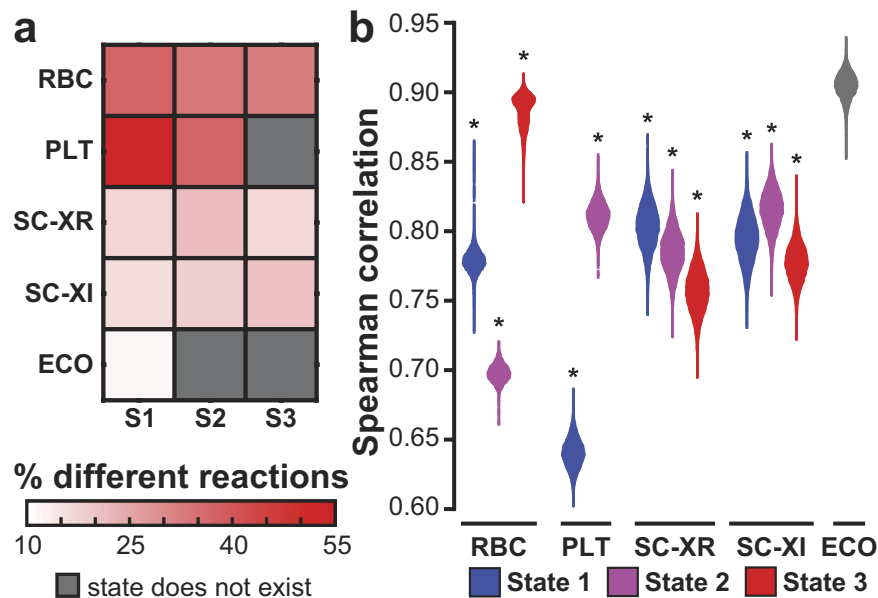 a
RBC
PLT
SC-XR
SC-XI
ECO
S1 S2 S3
% different reactions
10 25 40 55
state does not exist
b
Spearman correlation
0.95
0.90
0.85
0.80
0.75
0.70
0.65
0.60
* * * * * * * * * * *
RBC PLT SC-XR SC-XI ECO
State 1 State 2 State 3